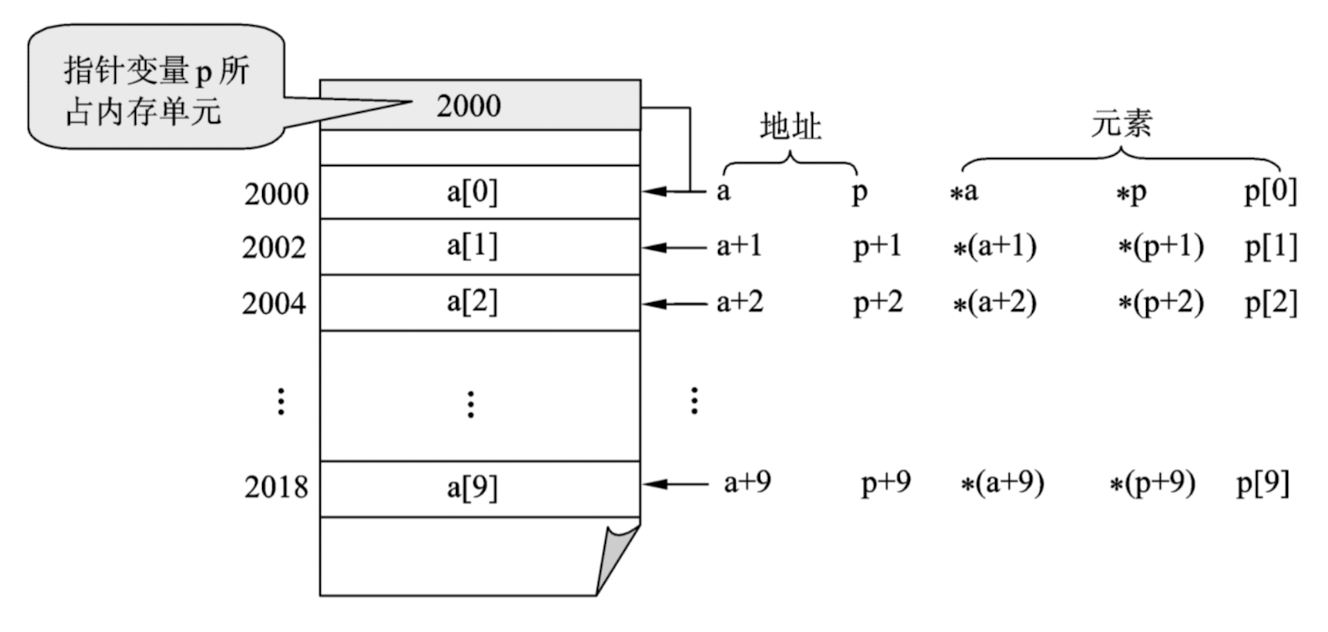 指针变量 p 所
占内存单元
2000
地址 元素
2000 a[0] a p *a *p p[0]
2002 a[1] a+1 p+1 *(a+1) *(p+1) p[1]
2004 a[2] a+2 p+2 *(a+2) *(p+2) p[2]
⋮ ⋮ ⋮
2018 a[9] a+9 p+9 *(a+9) *(p+9) p[9]